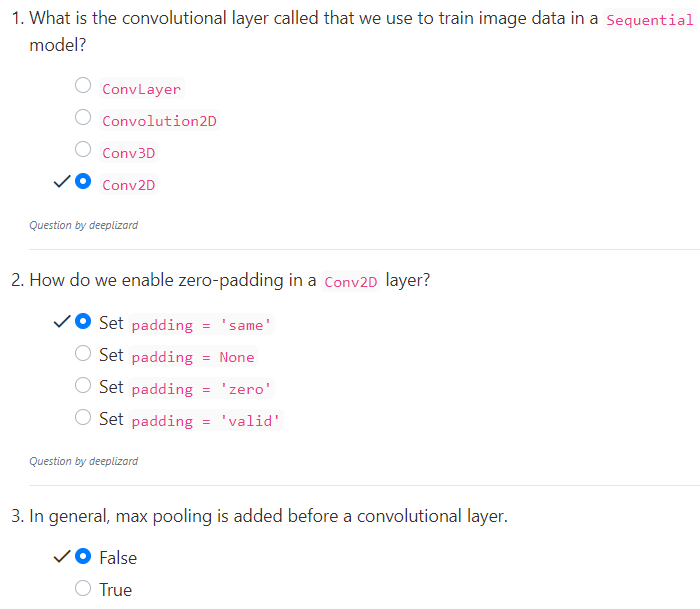 1. What is the convolutional layer called that we use to train image data in a Sequential
model?
ConvLayer
Convolution2D
Conv3D
Conv2D
Question by deeplizard
2. How do we enable zero-padding in a Conv2D layer?
Set padding = 'same'
Set padding = None
Set padding = 'zero'
Set padding = 'valid'
Question by deeplizard
3. In general, max pooling is added before a convolutional layer.
False
True